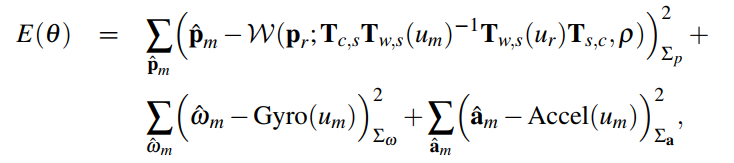 E(θ) = ∑_{p̂_m} ( p̂_m − 𝒲(p_r; T_{c,s} T_{w,s}(u_m)^{−1} T_{w,s}(u_r) T_{s,c}, ρ) )²_{Σ_p} +
∑_{ω̂_m} ( ω̂_m − Gyro(u_m) )²_{Σ_ω} + ∑_{â_m} ( â_m − Accel(u_m) )²_{Σ_a},